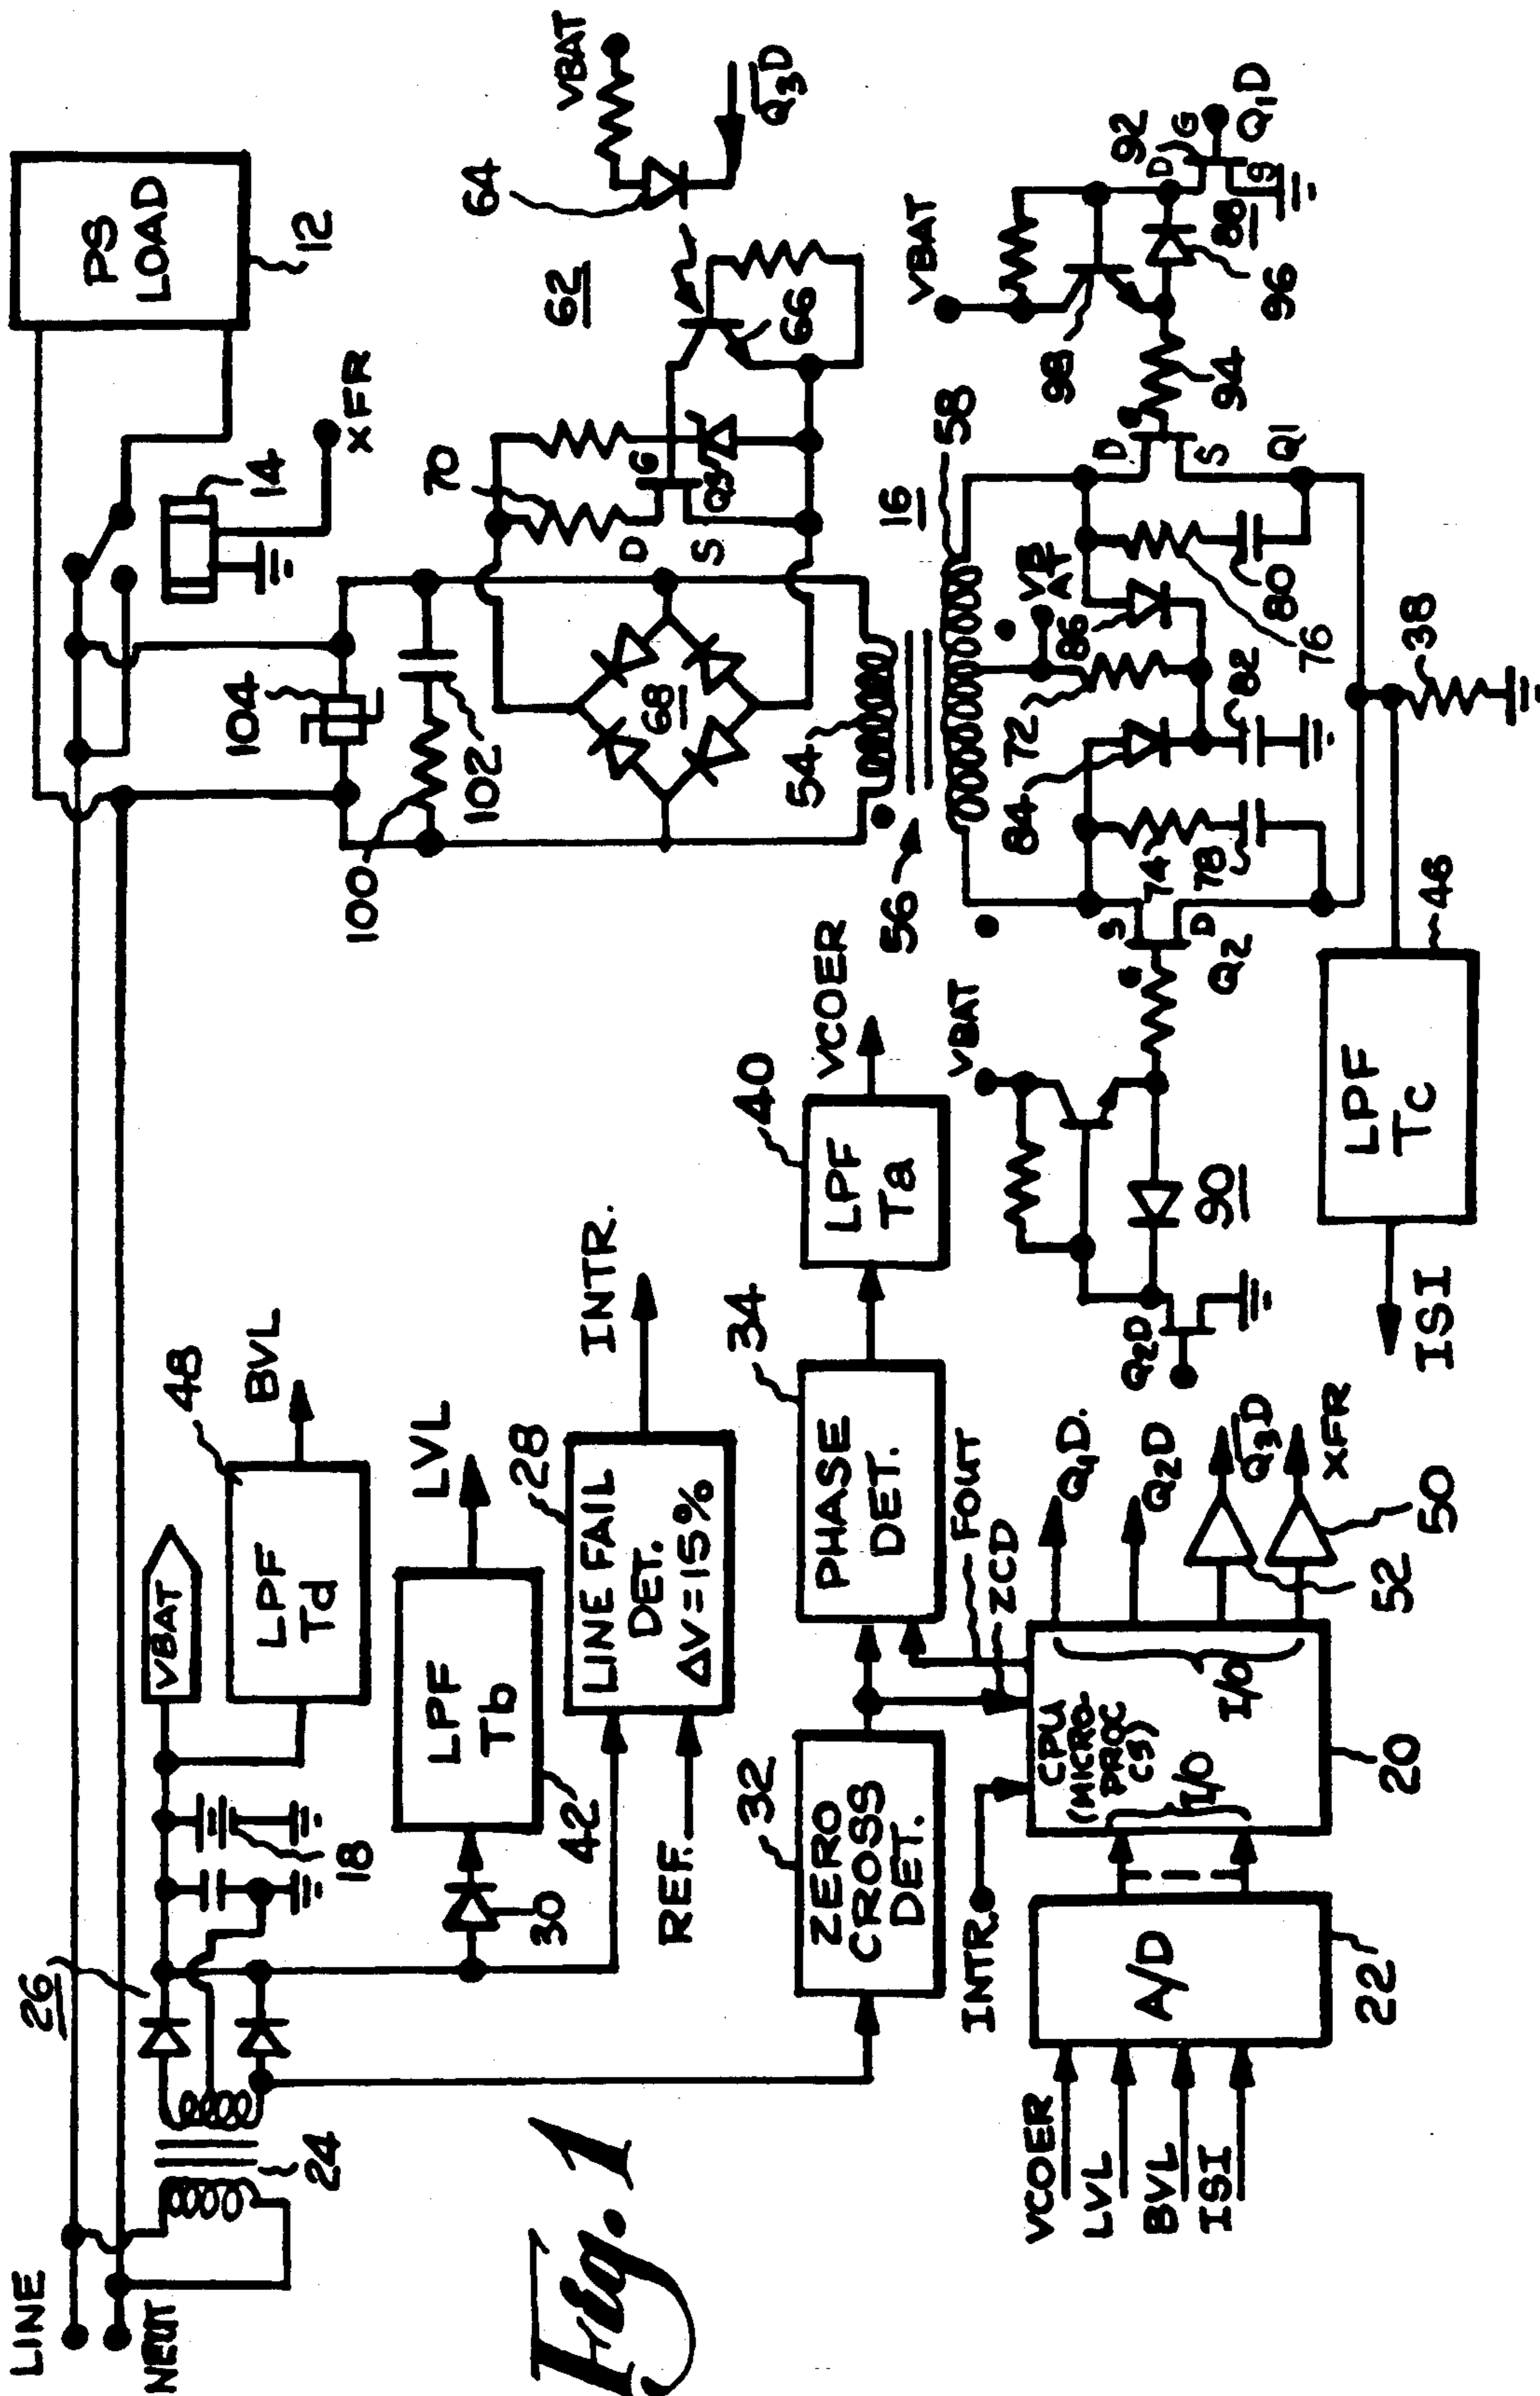 LINE
NEUT
26
24
18
VBAT
LPF
Td
48
BVL
30
LPF
Tb
42
LVL
LINE FAIL
DET.
ΔV=15%
28
REF.
INTR.
ZERO
CROSS
DET.
32
PHASE
DET.
34
LPF
Ta
40
VCOER
FOUT
ZCD
INTR.
VCOER
LVL
BVL
ISI
A/D
22
CPU
(MICRO-
PROC
(S)
I/O
I/O
20
Q1D.
Q2D
Q3D
XFR
52
50
PS
LOAD
12
14
XFR
104
100
102
68
70
D
G
S
Q3
62
66
64
VBAT
Q3D
54
56
58
16
VBAT
72
84
86
74
78
82
80
76
38
S
D
Q2
D
S
Q1
VBAT
90
Q2D
LPF
Tc
46
ISI
VBAT
98
94
96
88
92
D
G
S
Q1D
Fig. 1